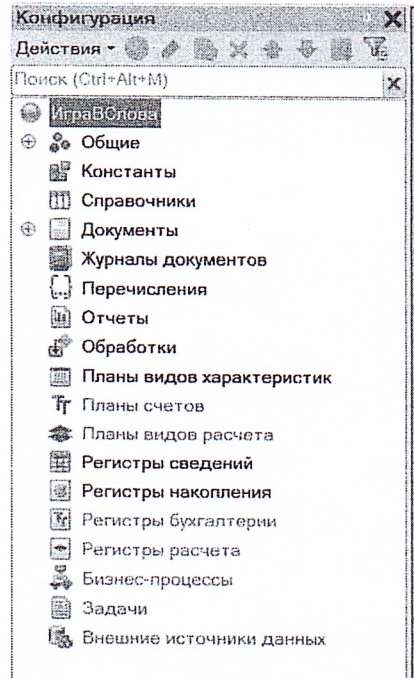 Конфигурация
Действия
Поиск (Ctrl+Alt+M)
ИграВСлова
Общие
Константы
Справочники
Документы
Журналы документов
Перечисления
Отчеты
Обработки
Планы видов характеристик
Планы счетов
Планы видов расчета
Регистры сведений
Регистры накопления
Регистры бухгалтерии
Регистры расчета
Бизнес-процессы
Задачи
Внешние источники данных